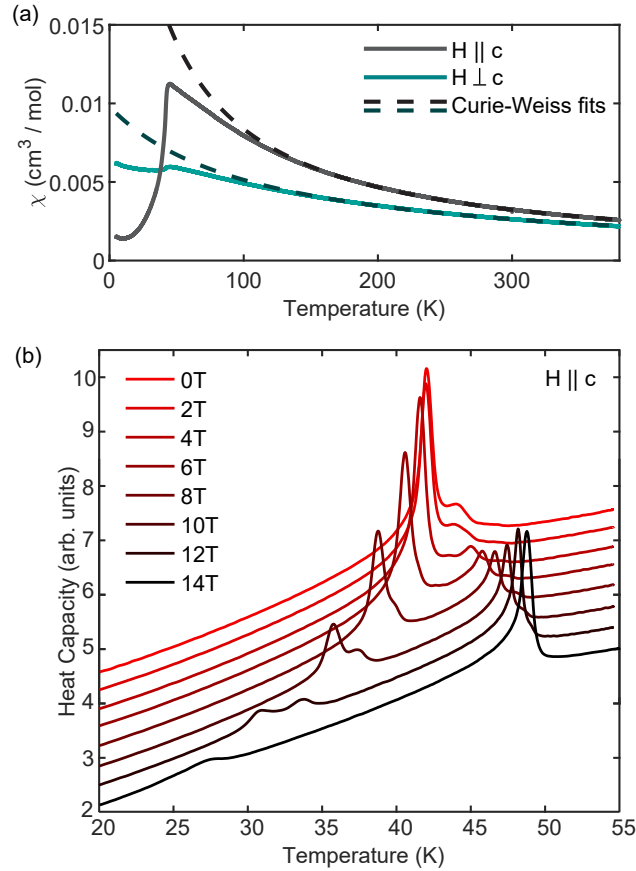 (a)
0.015
0.01
0.005
0
χ (cm³ / mol)
H || c
H ⊥ c
Curie-Weiss fits
0 100 200 300
Temperature (K)
(b)
10
9
8
7
6
5
4
3
2
Heat Capacity (arb. units)
0T
2T
4T
6T
8T
10T
12T
14T
H || c
20 25 30 35 40 45 50 55
Temperature (K)